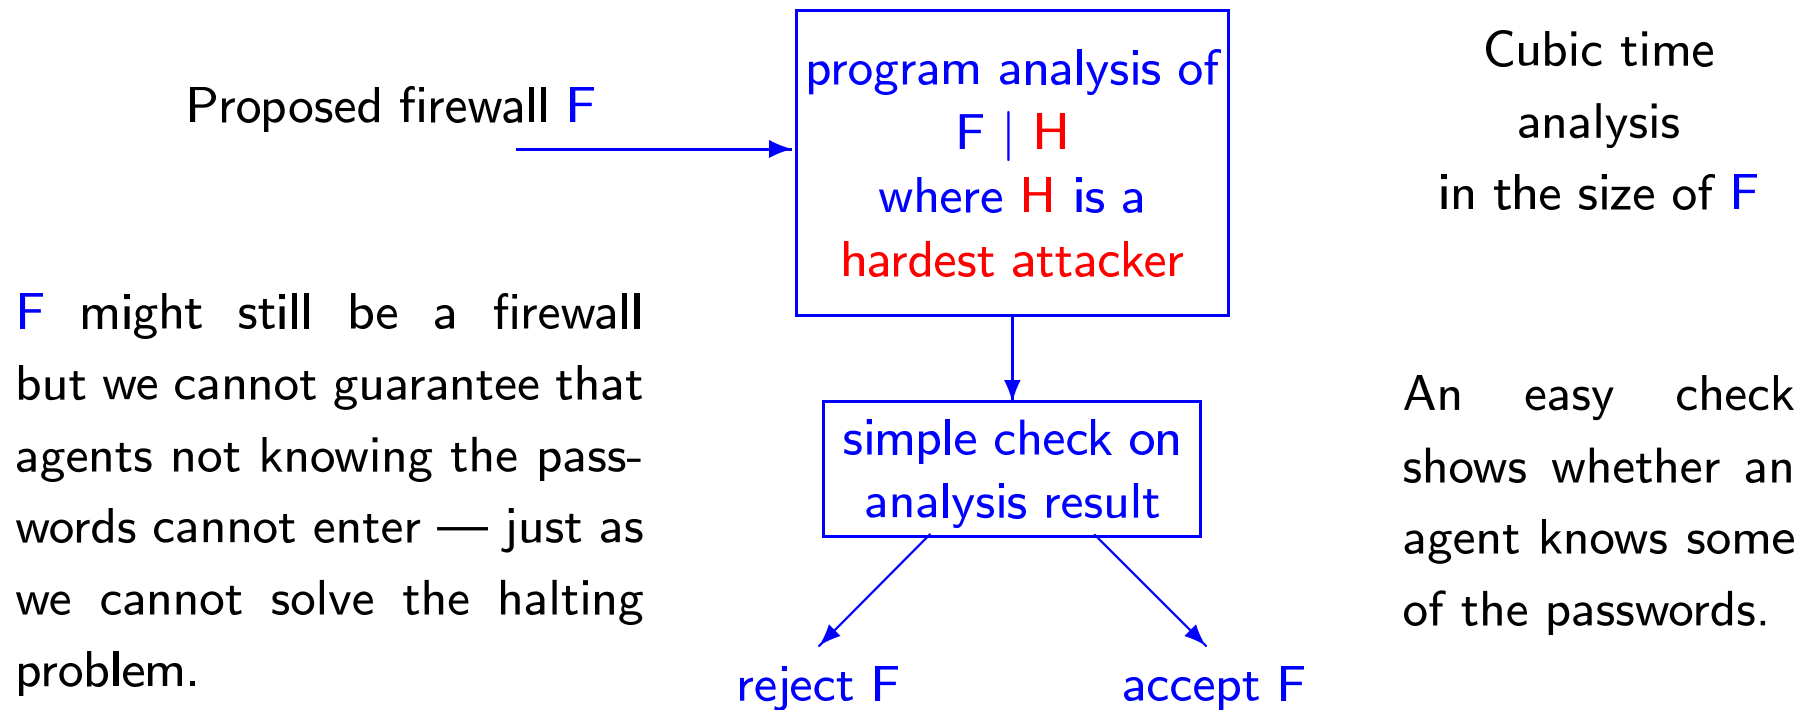 Proposed firewall F
program analysis of
F | H
where H is a
hardest attacker
Cubic time
analysis
in the size of F
F might still be a firewall
but we cannot guarantee that
agents not knowing the pass-
words cannot enter — just as
we cannot solve the halting
problem.
simple check on
analysis result
An easy check
shows whether an
agent knows some
of the passwords.
reject F
accept F